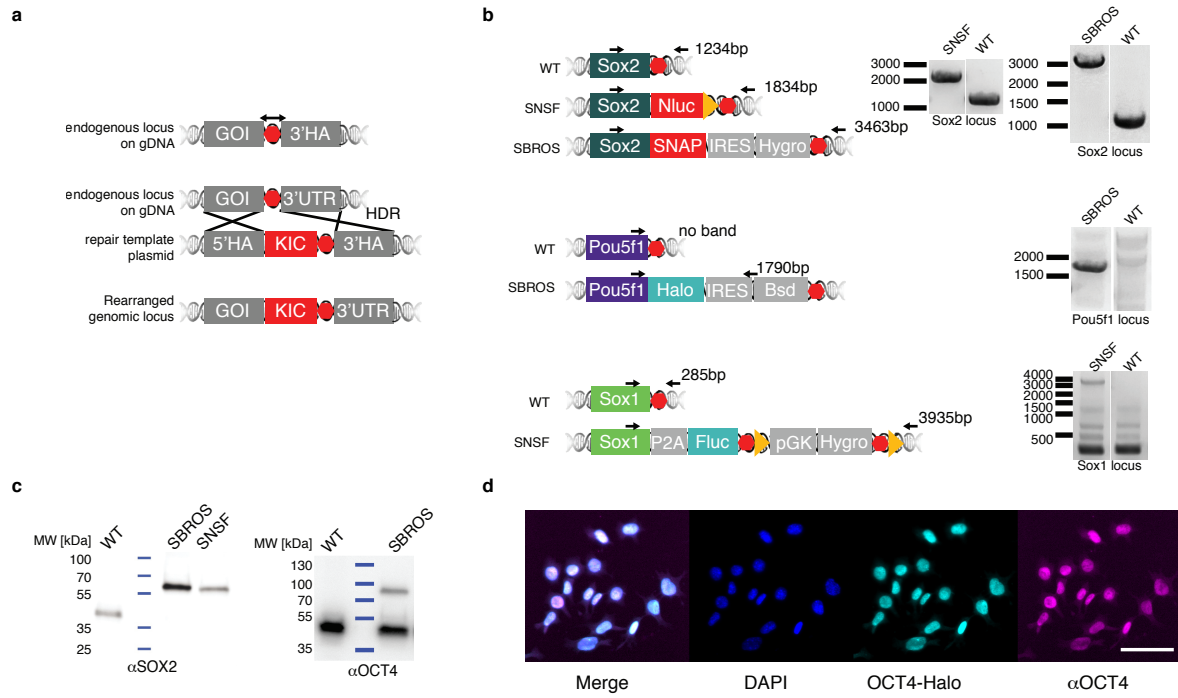 a
endogenous locus
on gDNA
GOI
3'HA
endogenous locus
on gDNA
GOI
3'UTR
HDR
repair template
plasmid
5'HA
KIC
3'HA
Rearranged
genomic locus
GOI
KIC
3'UTR
b
WT
Sox2
1234bp
SNSF
Sox2
Nluc
1834bp
SBROS
Sox2
SNAP
IRES
Hygro
3463bp
SNSF
WT
3000
2000
1000
Sox2 locus
SBROS
WT
3000
2000
1500
1000
Sox2 locus
WT
Pou5f1
no band
SBROS
Pou5f1
Halo
IRES
Bsd
1790bp
SBROS
WT
2000
1500
Pou5f1 locus
WT
Sox1
285bp
SNSF
Sox1
P2A
Fluc
pGK
Hygro
3935bp
SNSF
WT
4000
3000
2000
1500
1000
500
Sox1 locus
c
MW [kDa]
WT
SBROS
SNSF
100
70
55
35
25
αSOX2
MW [kDa]
WT
SBROS
130
100
70
55
35
αOCT4
d
Merge
DAPI
OCT4-Halo
αOCT4